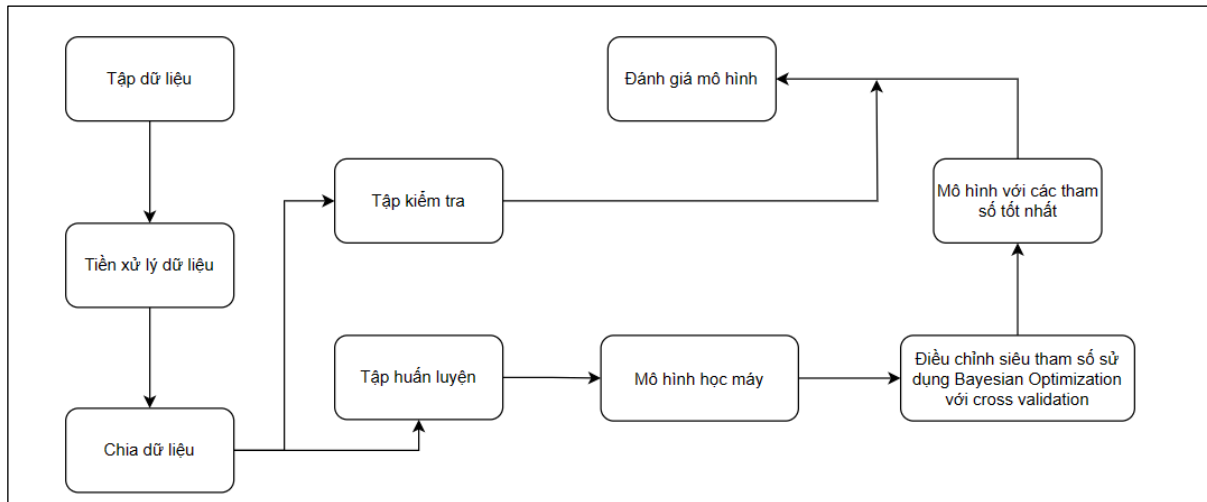 Tập dữ liệu
Đánh giá mô hình
Tập kiểm tra
Mô hình với các tham
số tốt nhất
Tiền xử lý dữ liệu
Tập huấn luyện
Mô hình học máy
Điều chỉnh siêu tham số sử
dụng Bayesian Optimization
với cross validation
Chia dữ liệu